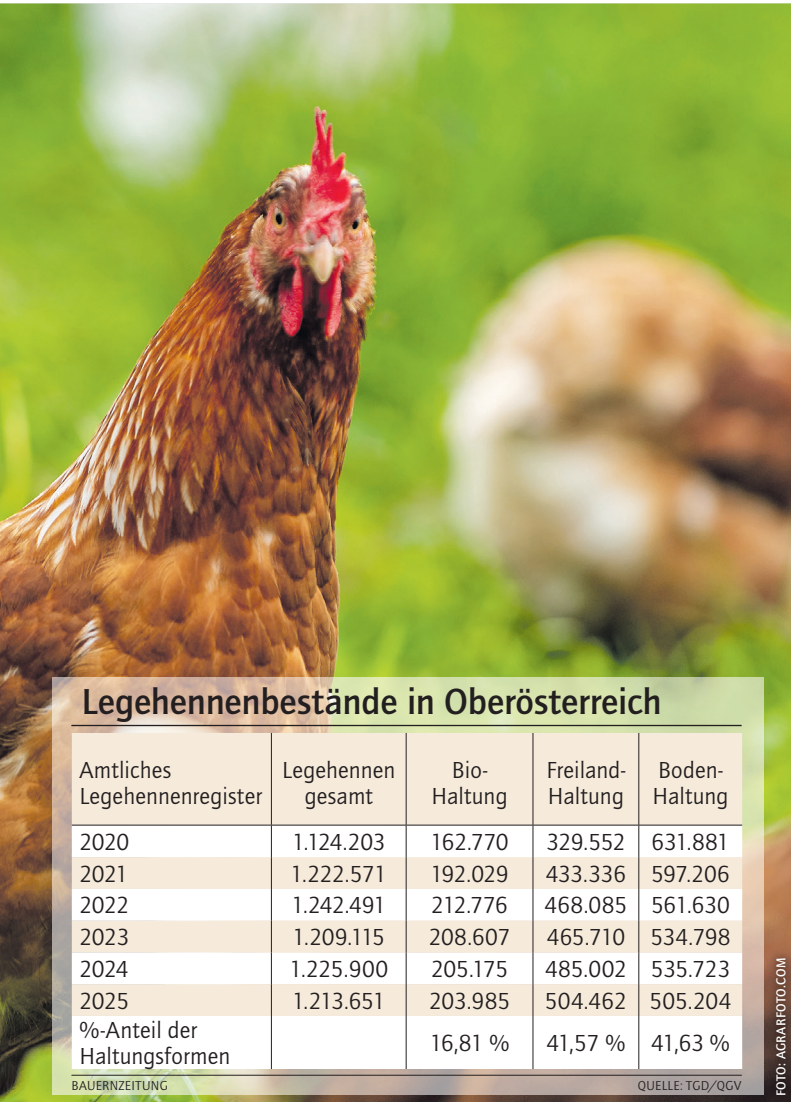 Legehennenbestände in Oberösterreich
Amtliches Legehennen Bio- Freiland- Boden-
Legehennenregister gesamt Haltung Haltung Haltung
2020 1.124.203 162.770 329.552 631.881
2021 1.222.571 192.029 433.336 597.206
2022 1.242.491 212.776 468.085 561.630
2023 1.209.115 208.607 465.710 534.798
2024 1.225.900 205.175 485.002 535.723
2025 1.213.651 203.985 504.462 505.204
%-Anteil der
Haltungsformen 16,81 % 41,57 % 41,63 %
BAUERNZEITUNG QUELLE: TGD/QGV
FOTO: AGRARFOTO.COM